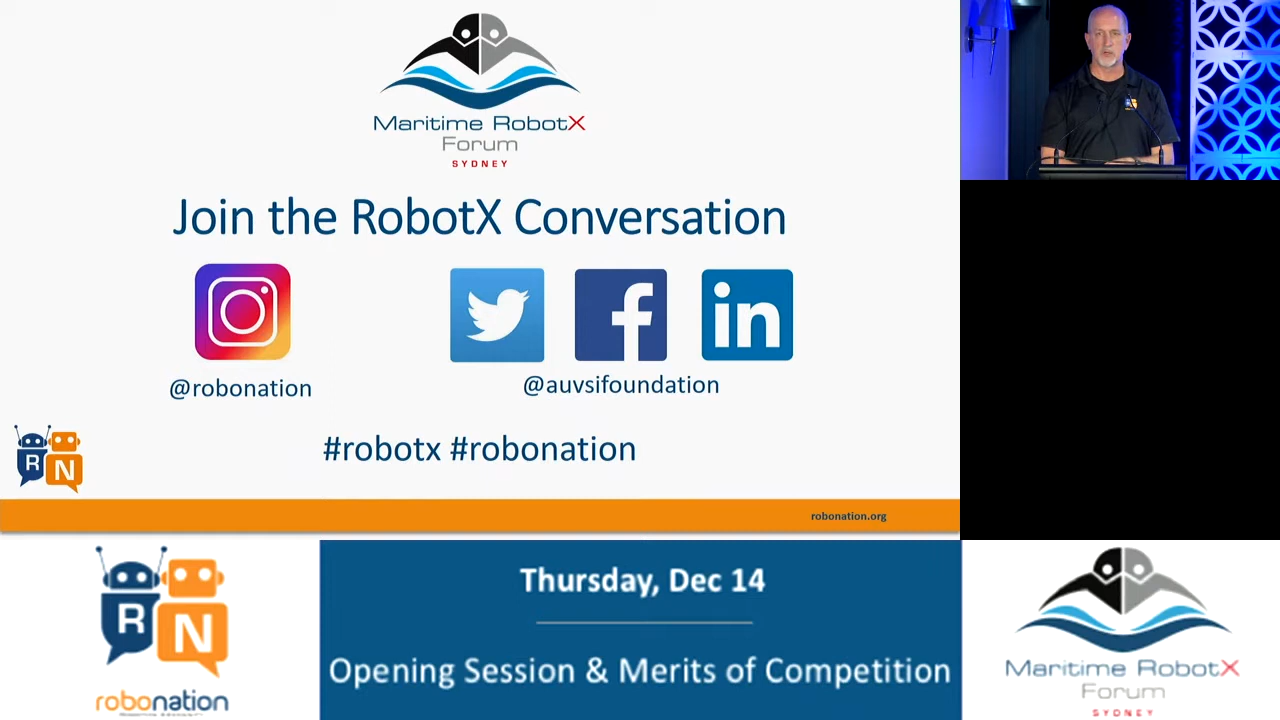 Maritime RobotX
Forum
SYDNEY
Join the RobotX Conversation
in
@robonation
@auvsifoundation
#robotx #robonation
R N
robonation.org
R N
robonation
Thursday, Dec 14
Opening Session & Merits of Competition
Maritime RobotX
Forum
SYDNEY